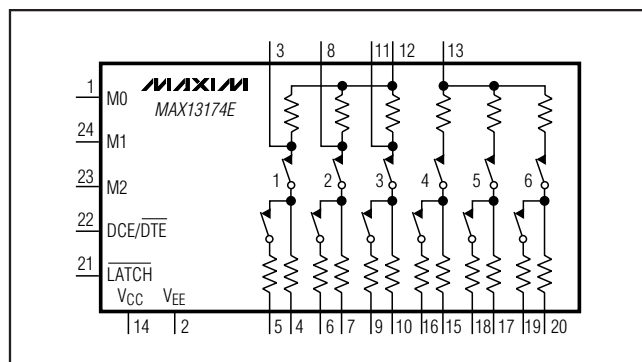 3 8 11 12 13
1 M0 MAXIM
MAX13174E
24 M1
23 M2
1 2 3 4 5 6
22 DCE/D̅T̅E̅
21 L̅A̅T̅C̅H̅
VCC VEE
14 2 5 4 6 7 9 10 16 15 18 17 19 20